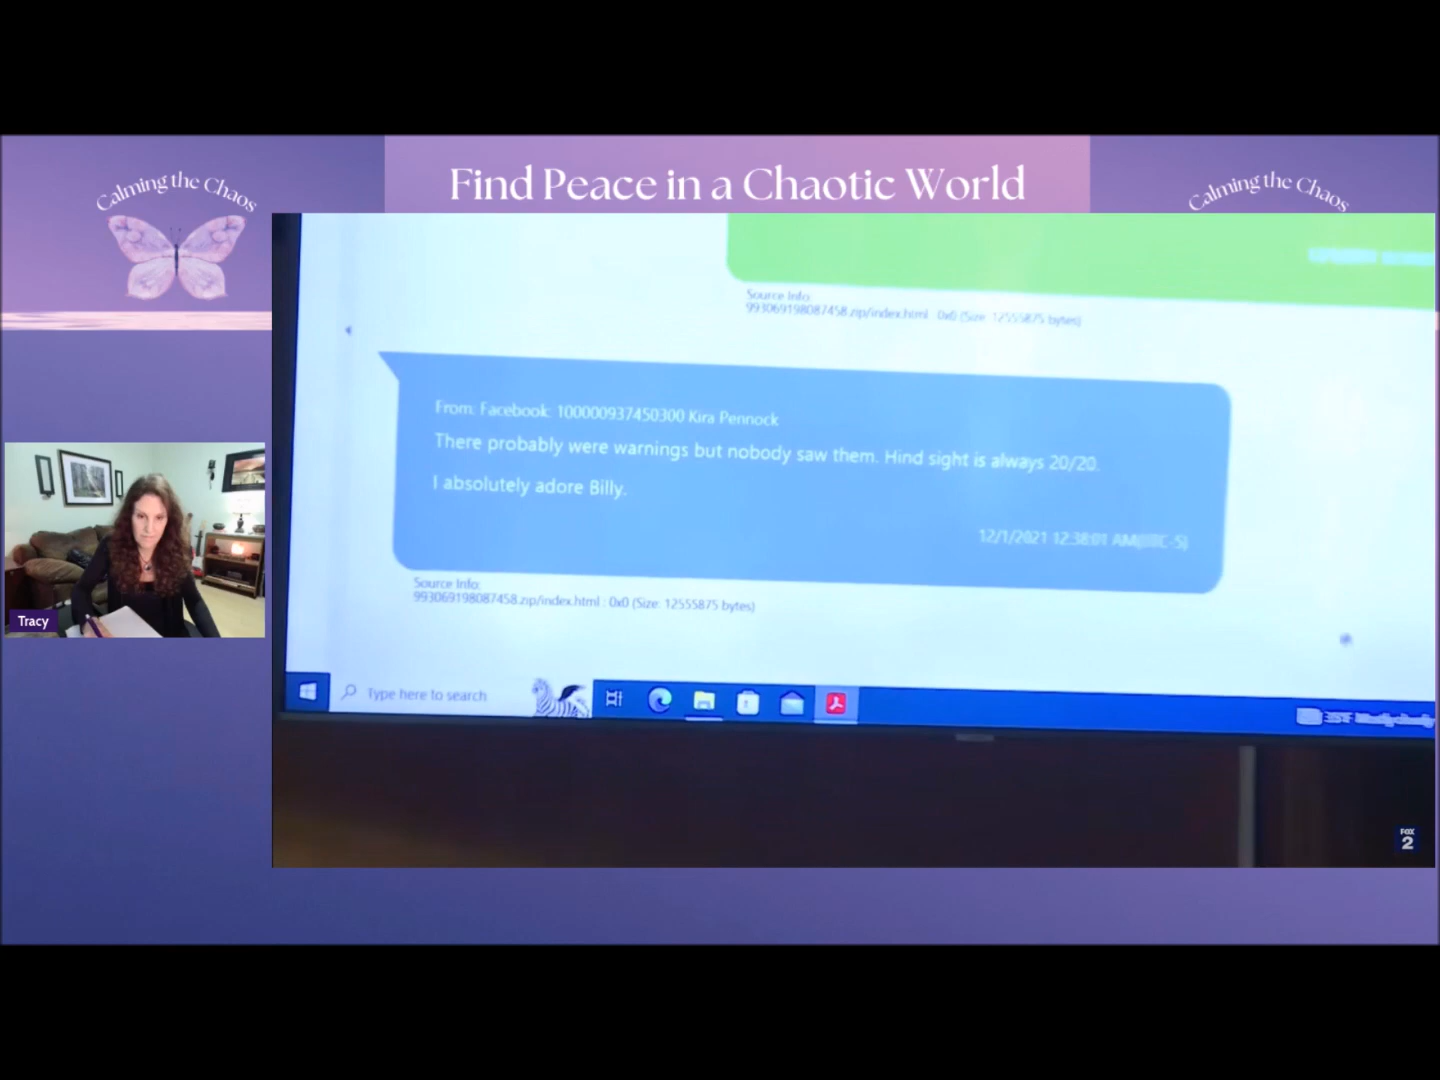 Calming the Chaos
Find Peace in a Chaotic World
Calming the Chaos
Source Info:
993069198087458.zip/index.html : 0x0 (Size: 12555875 bytes)
From: Facebook: 100000937450300 Kira Pennock
There probably were warnings but nobody saw them. Hind sight is always 20/20.
I absolutely adore Billy.
12/1/2021 12:38:01 AM(UTC-5)
Source Info:
993069198087458.zip/index.html : 0x0 (Size: 12555875 bytes)
Tracy
Type here to search
FOX
2